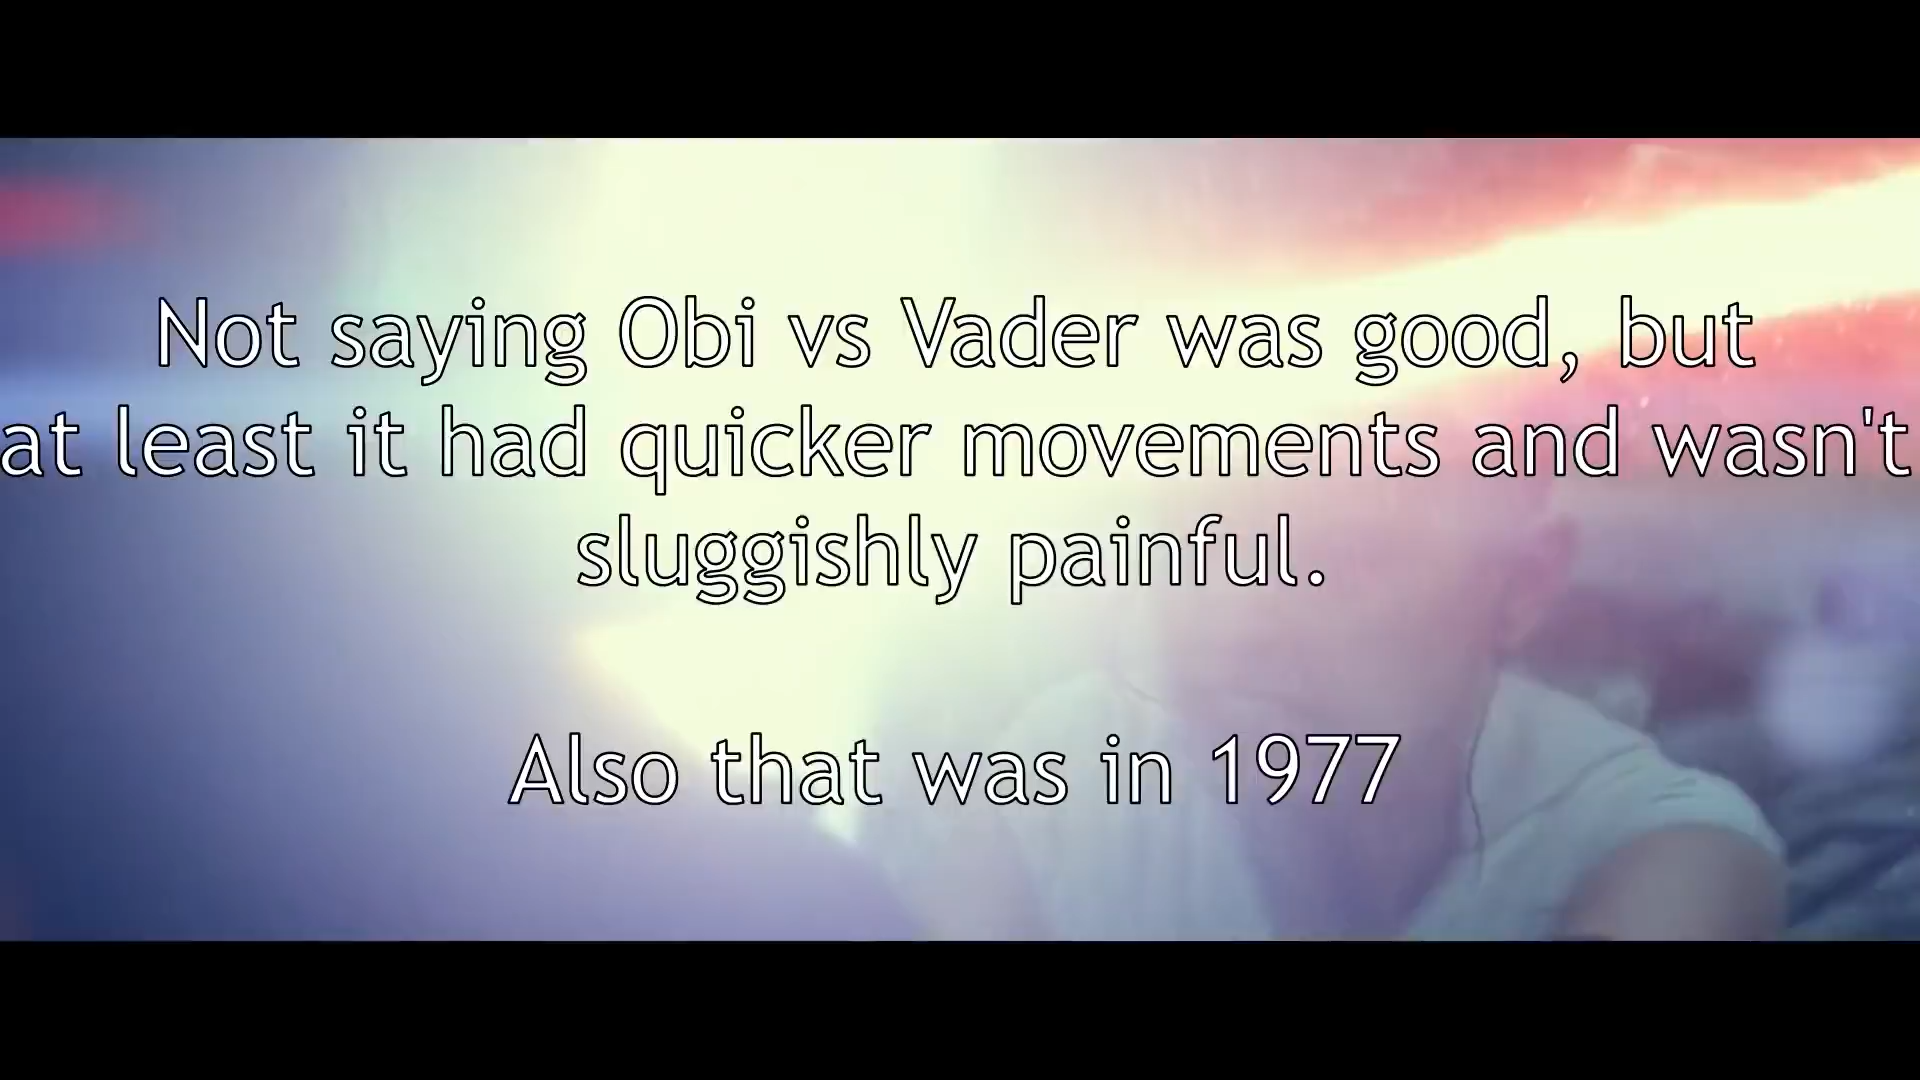 Not saying Obi vs Vader was good, but
at least it had quicker movements and wasn't
sluggishly painful.
Also that was in 1977